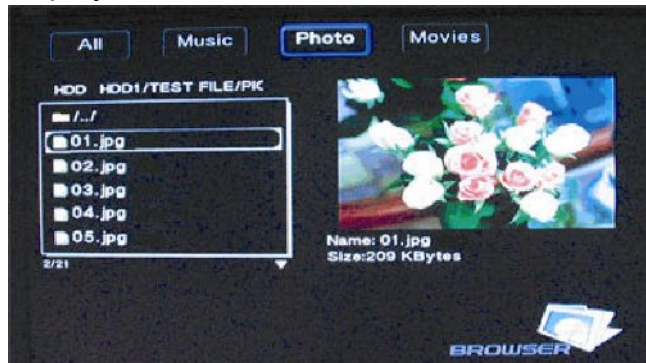 All Music Photo Movies
HDD HDD1/TEST FILE/PIC
/../
01.jpg
02.jpg
03.jpg
04.jpg
05.jpg
2/21
Name: 01.jpg
Size:209 KBytes
BROWSER